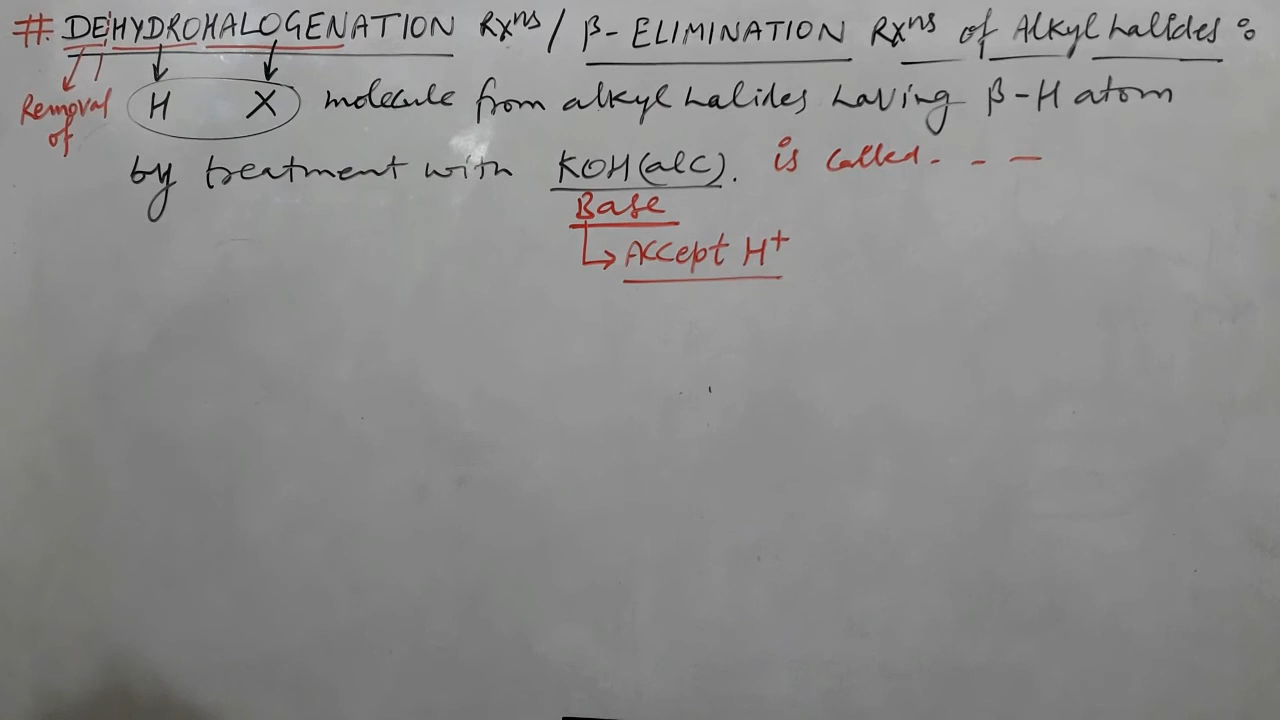 # DEHYDROHALOGENATION Rxⁿˢ / β-ELIMINATION Rxⁿˢ of Alkyl halides :
Removal of H X molecule from alkyl halides having β-H atom
by treatment with KOH(alc). is called - - -
Base
↳ Accept H⁺